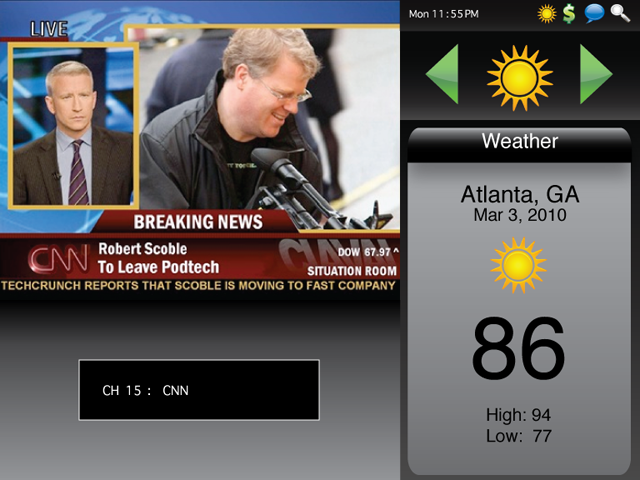 LIVE
BREAKING NEWS
CNN
Robert Scoble
To Leave Podtech
DOW 67.97 ^
SITUATION ROOM
TECHCRUNCH REPORTS THAT SCOBLE IS MOVING TO FAST COMPANY
CH 15 : CNN
Mon 11:55 PM
Weather
Atlanta, GA
Mar 3, 2010
86
High: 94
Low: 77